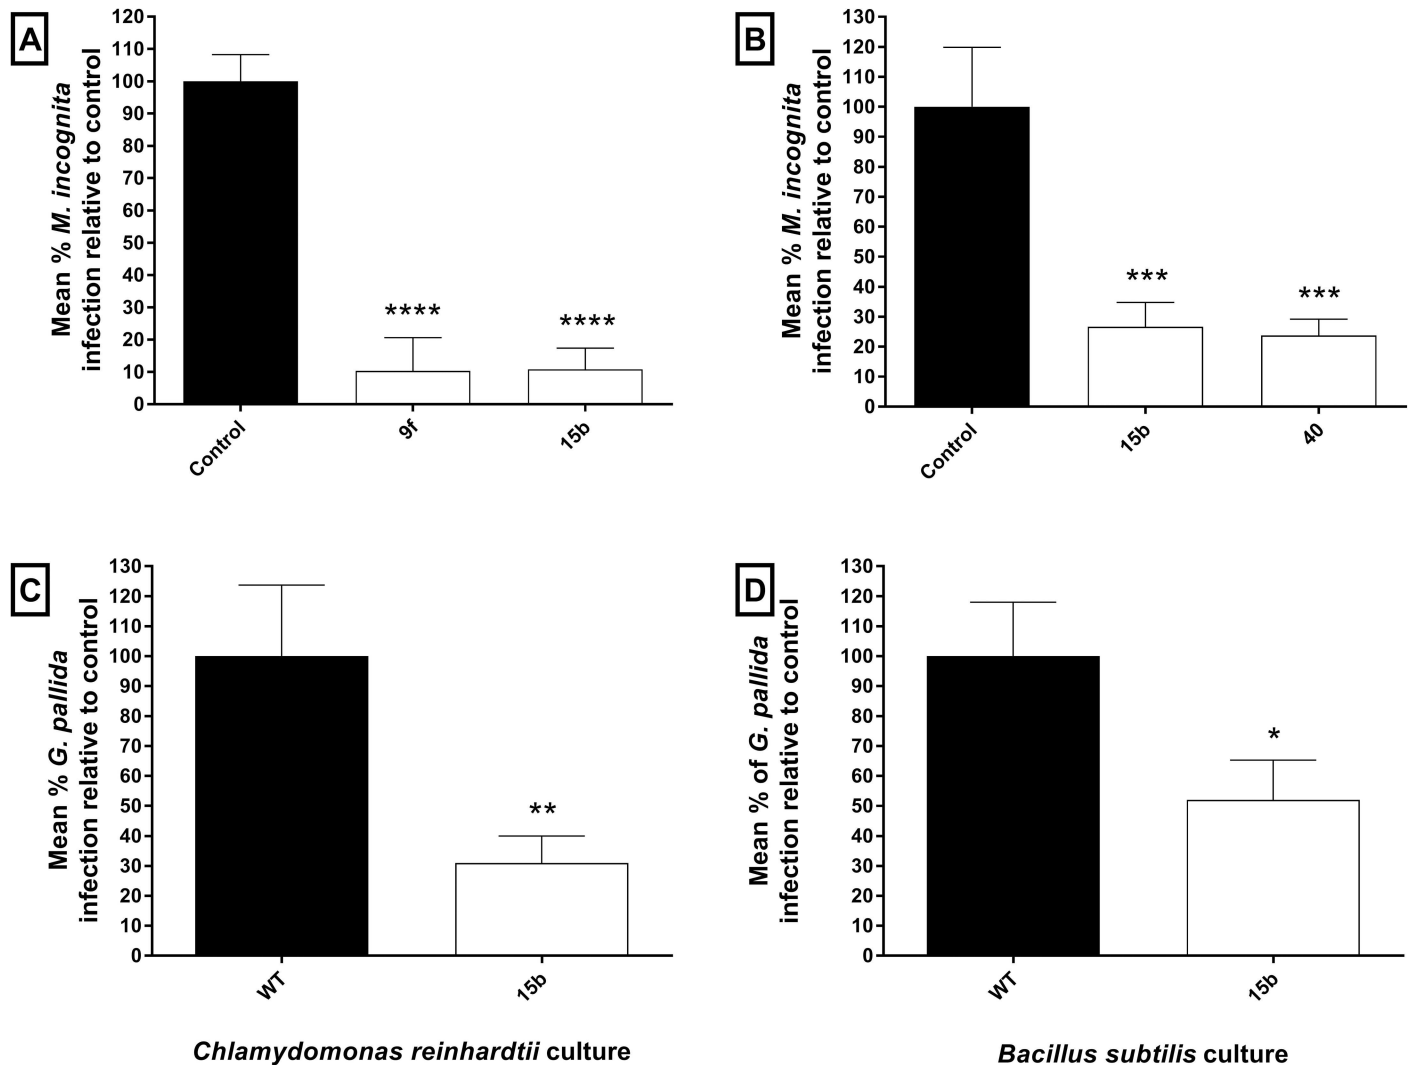 A
Mean % M. incognita
infection relative to control
120
110
100
90
80
70
60
50
40
30
20
10
0
****
****
Control
9f
15b
B
Mean % M. incognita
infection relative to control
130
120
110
100
90
80
70
60
50
40
30
20
10
0
***
***
Control
15b
40
C
Mean % G. pallida
infection relative to control
130
120
110
100
90
80
70
60
50
40
30
20
10
0
**
WT
15b
Chlamydomonas reinhardtii culture
D
Mean % of G. pallida
infection relative to control
130
120
110
100
90
80
70
60
50
40
30
20
10
0
*
WT
15b
Bacillus subtilis culture